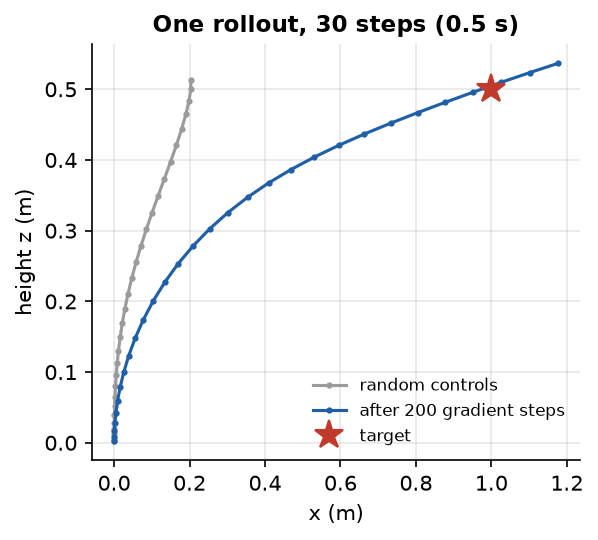 One rollout, 30 steps (0.5 s)
height z (m)
0.5
0.4
0.3
0.2
0.1
0.0
random controls
after 200 gradient steps
target
0.0 0.2 0.4 0.6 0.8 1.0 1.2
x (m)